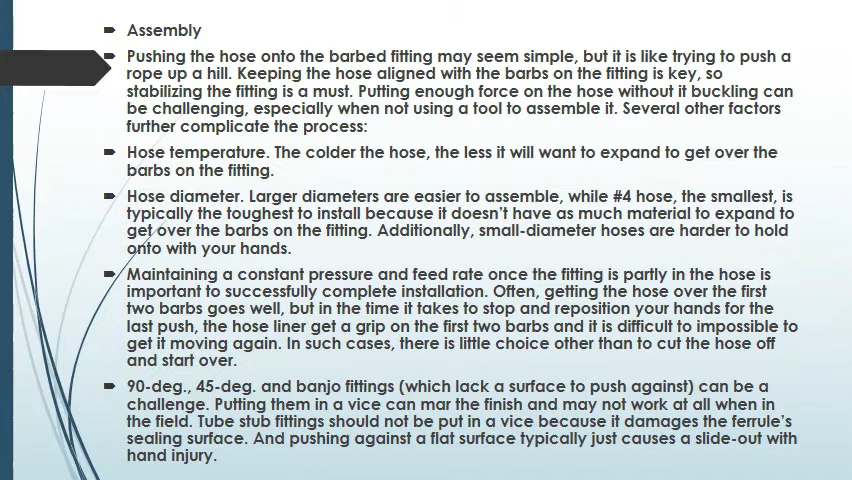 Assembly
Pushing the hose onto the barbed fitting may seem simple, but it is like trying to push a
rope up a hill. Keeping the hose aligned with the barbs on the fitting is key, so
stabilizing the fitting is a must. Putting enough force on the hose without it buckling can
be challenging, especially when not using a tool to assemble it. Several other factors
further complicate the process:
Hose temperature. The colder the hose, the less it will want to expand to get over the
barbs on the fitting.
Hose diameter. Larger diameters are easier to assemble, while #4 hose, the smallest, is
typically the toughest to install because it doesn’t have as much material to expand to
get over the barbs on the fitting. Additionally, small-diameter hoses are harder to hold
onto with your hands.
Maintaining a constant pressure and feed rate once the fitting is partly in the hose is
important to successfully complete installation. Often, getting the hose over the first
two barbs goes well, but in the time it takes to stop and reposition your hands for the
last push, the hose liner get a grip on the first two barbs and it is difficult to impossible to
get it moving again. In such cases, there is little choice other than to cut the hose off
and start over.
90-deg., 45-deg. and banjo fittings (which lack a surface to push against) can be a
challenge. Putting them in a vice can mar the finish and may not work at all when in
the field. Tube stub fittings should not be put in a vice because it damages the ferrule’s
sealing surface. And pushing against a flat surface typically just causes a slide-out with
hand injury.